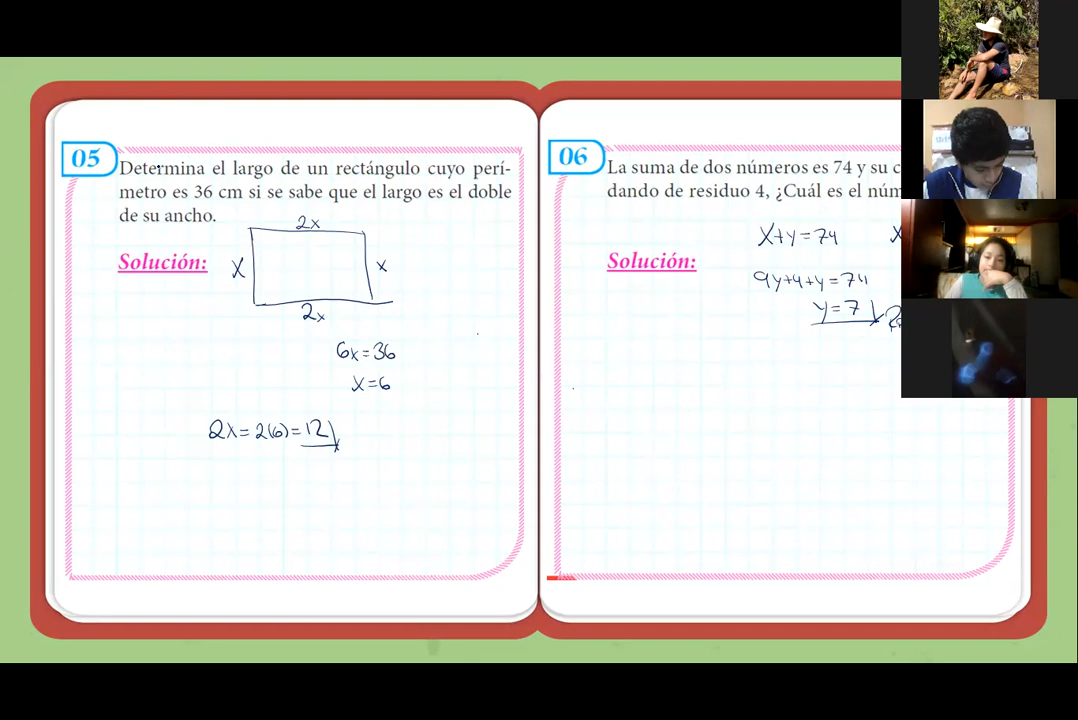 05
Determina el largo de un rectángulo cuyo perí-
metro es 36 cm si se sabe que el largo es el doble
de su ancho.
2x
Solución:
x
x
2x
6x=36
x=6
2x=2(6)=12
06
La suma de dos números es 74 y su
dando de residuo 4, ¿Cuál es el
x+y=74
Solución:
9y+4+y=74
y=7